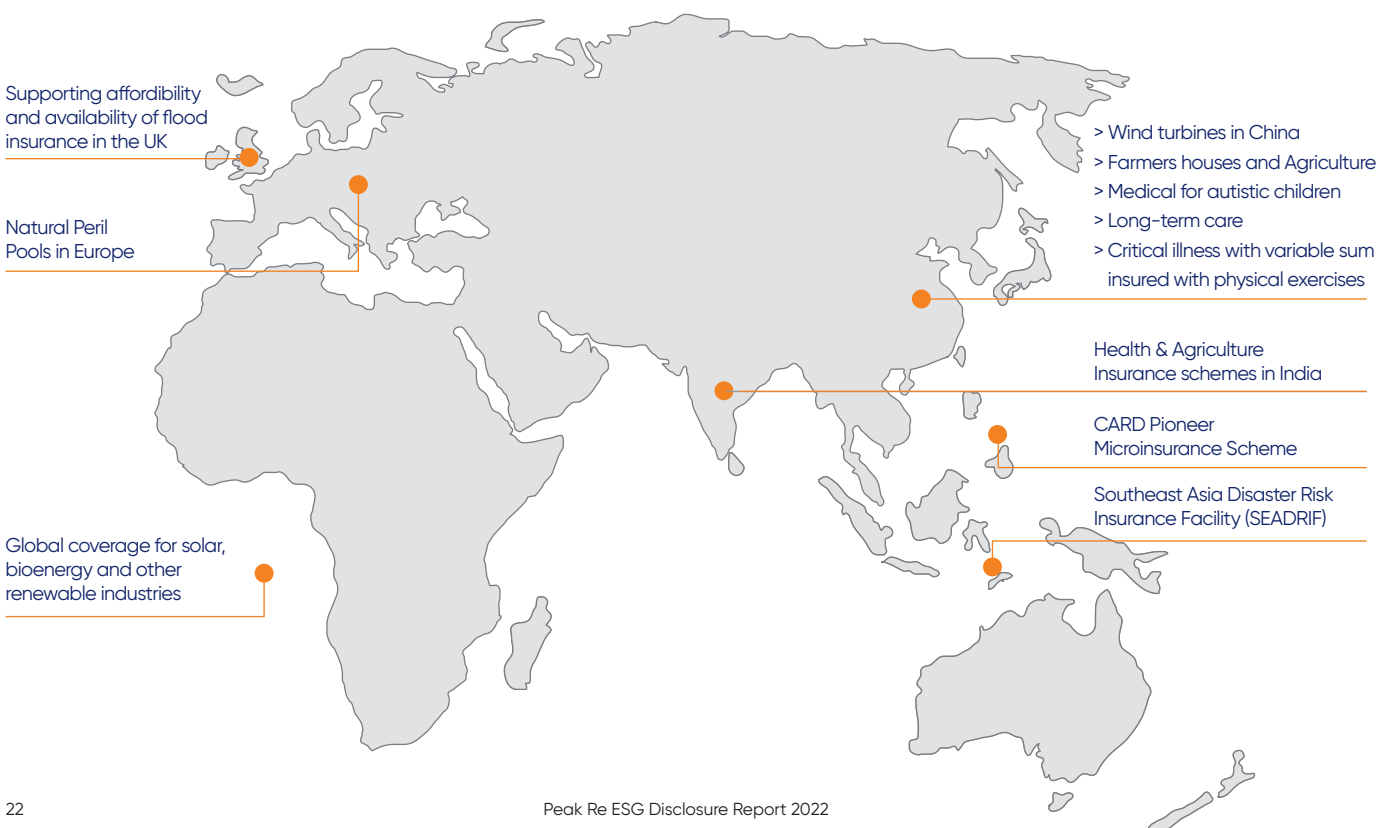 Supporting affordibility
and availability of flood
insurance in the UK
Natural Peril
Pools in Europe
Global coverage for solar,
bioenergy and other
renewable industries
> Wind turbines in China
> Farmers houses and Agriculture
> Medical for autistic children
> Long-term care
> Critical illness with variable sum
insured with physical exercises
Health & Agriculture
Insurance schemes in India
CARD Pioneer
Microinsurance Scheme
Southeast Asia Disaster Risk
Insurance Facility (SEADRIF)
22
Peak Re ESG Disclosure Report 2022